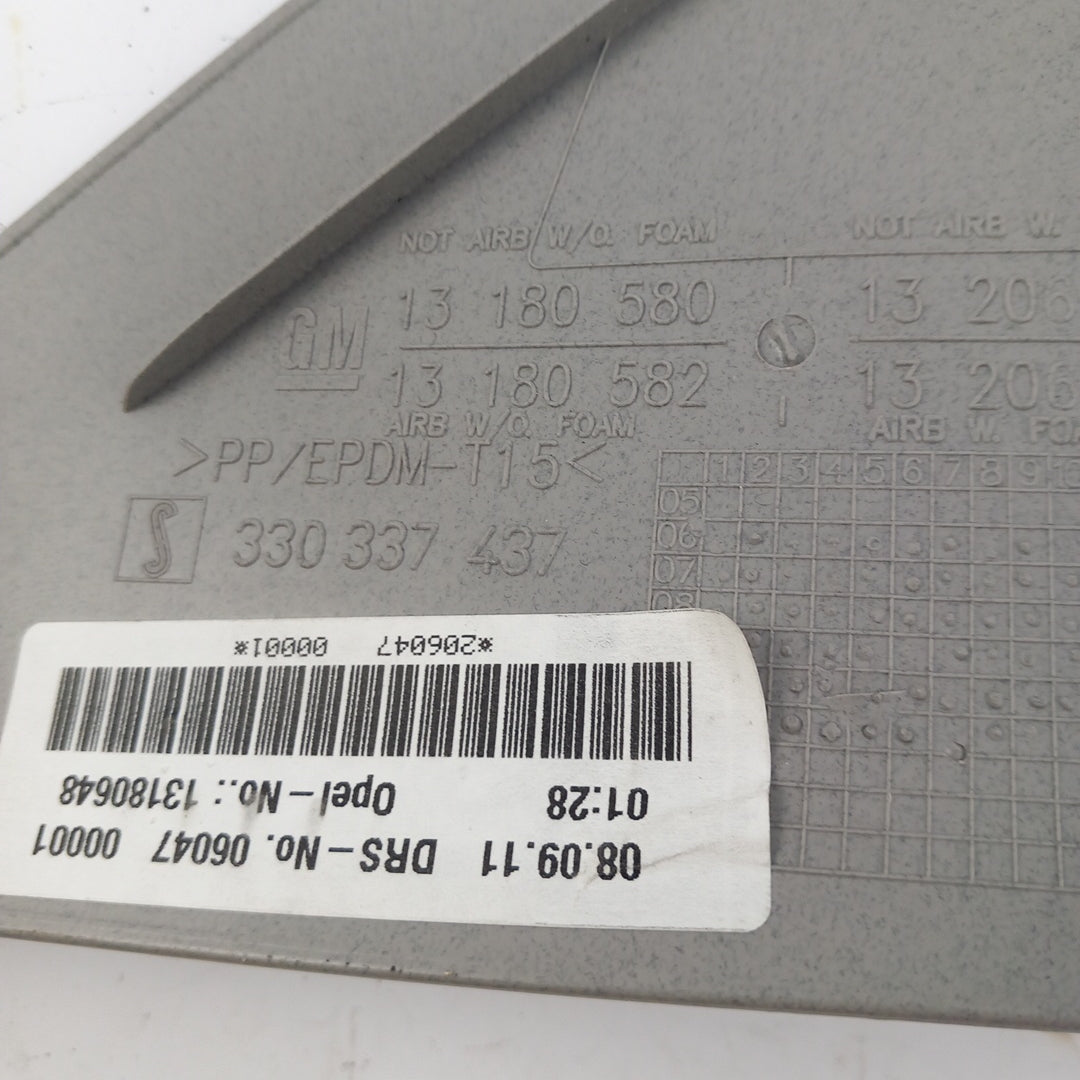 NOT AIRB W/O. FOAM
NOT AIRB W.
GM
13 180 580
13 206
13 180 582
13 206
AIRB W/O. FOAM
AIRB W. FOA
>PP/EPDM-T15<
1 2 3 4 5 6 7 8 9 10
05
06
07
08
S 330 337 437
08.09.11 DRS-No. 06047 00001
01:28 Opel-No.: 13180648
*206047 00001*